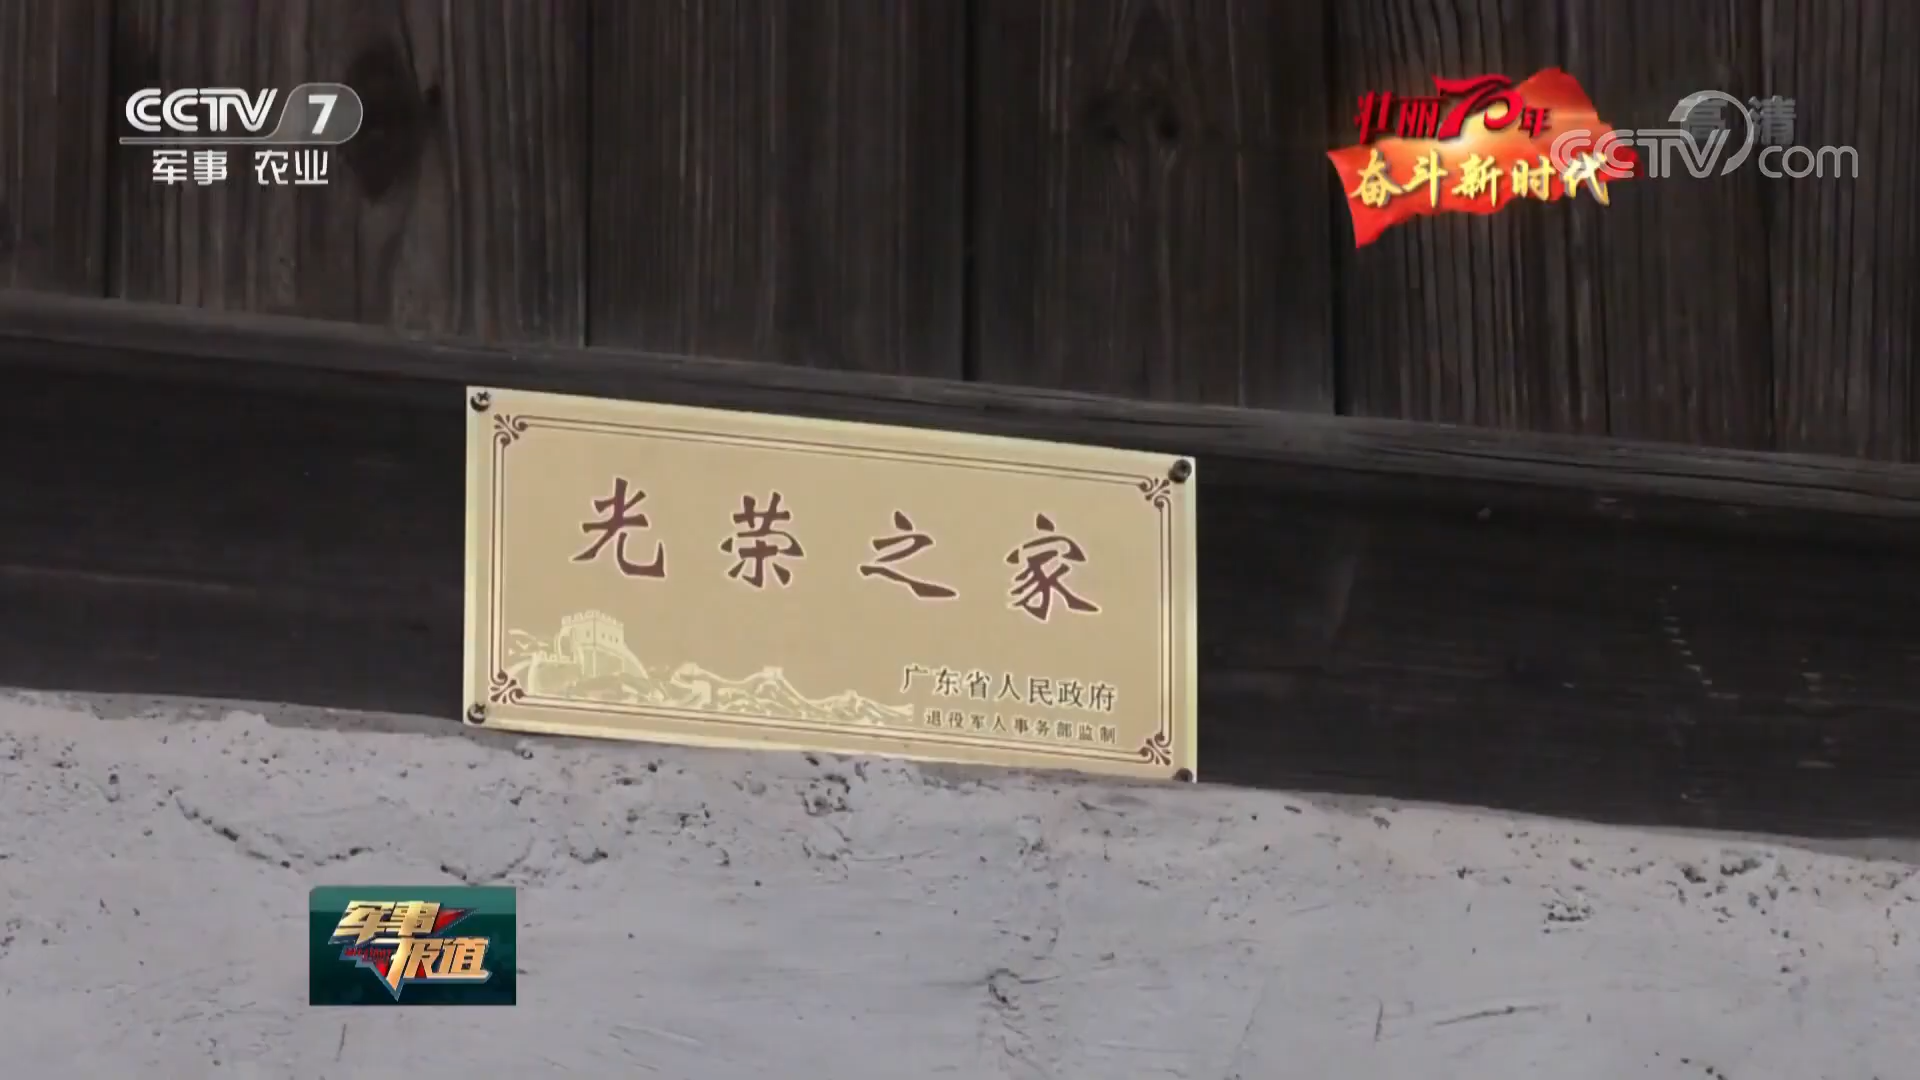 CCTV 7
军事 农业
壮丽70年
奋斗新时代
高清
CCTV.com
光荣之家
广东省人民政府
退役军人事务部监制
军事
报道